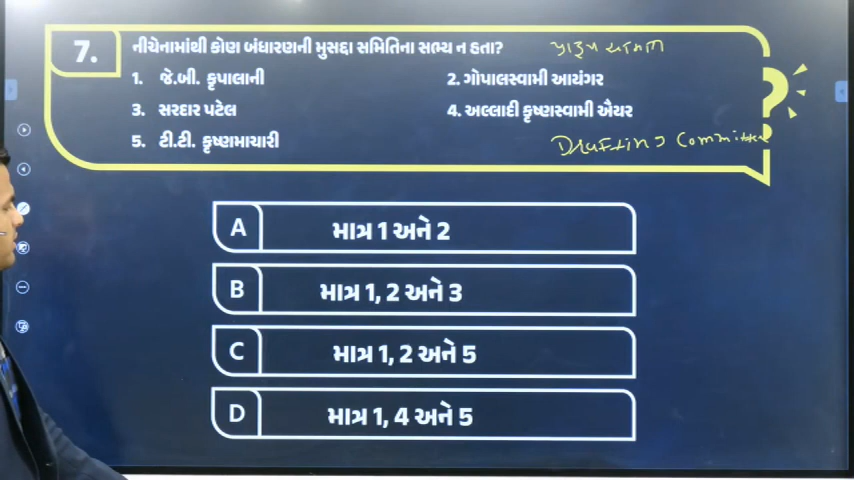 7. નીચેનામાંથી કોણ બંધારણની મુસદ્દા સમિતિના સભ્ય ન હતા?
1. જે.બી. કૃપાલાની 2. ગોપાલસ્વામી આયંગર
3. સરદાર પટેલ 4. અલ્લાદી કૃષ્ણસ્વામી ઐયર
5. ટી.ટી. કૃષ્ણમાચારી Drafting Committee
A માત્ર 1 અને 2
B માત્ર 1, 2 અને 3
C માત્ર 1, 2 અને 5
D માત્ર 1, 4 અને 5